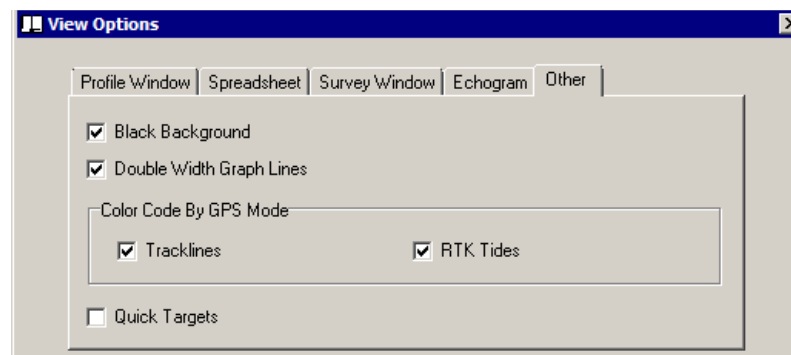 View Options
Profile Window Spreadsheet Survey Window Echogram Other
Black Background
Double Width Graph Lines
Color Code By GPS Mode
Tracklines RTK Tides
Quick Targets